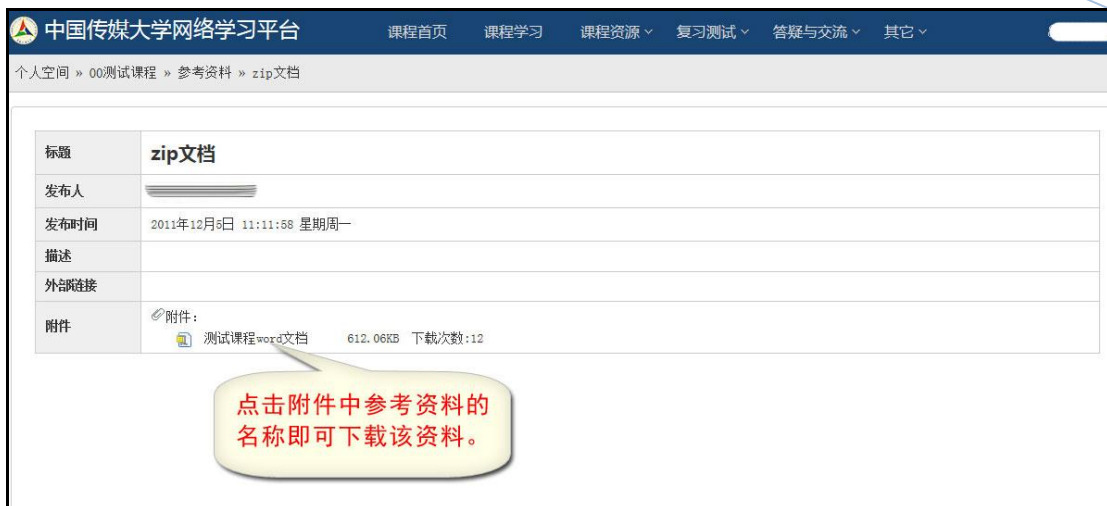 中国传媒大学网络学习平台 课程首页 课程学习 课程资源 复习测试 答疑与交流 其它
个人空间 » 00测试课程 » 参考资料 » zip文档
标题 zip文档
发布人
发布时间 2011年12月5日 11:11:58 星期周一
描述
外部链接
附件 附件:
测试课程word文档 612.06KB 下载次数:12
点击附件中参考资料的
名称即可下载该资料。